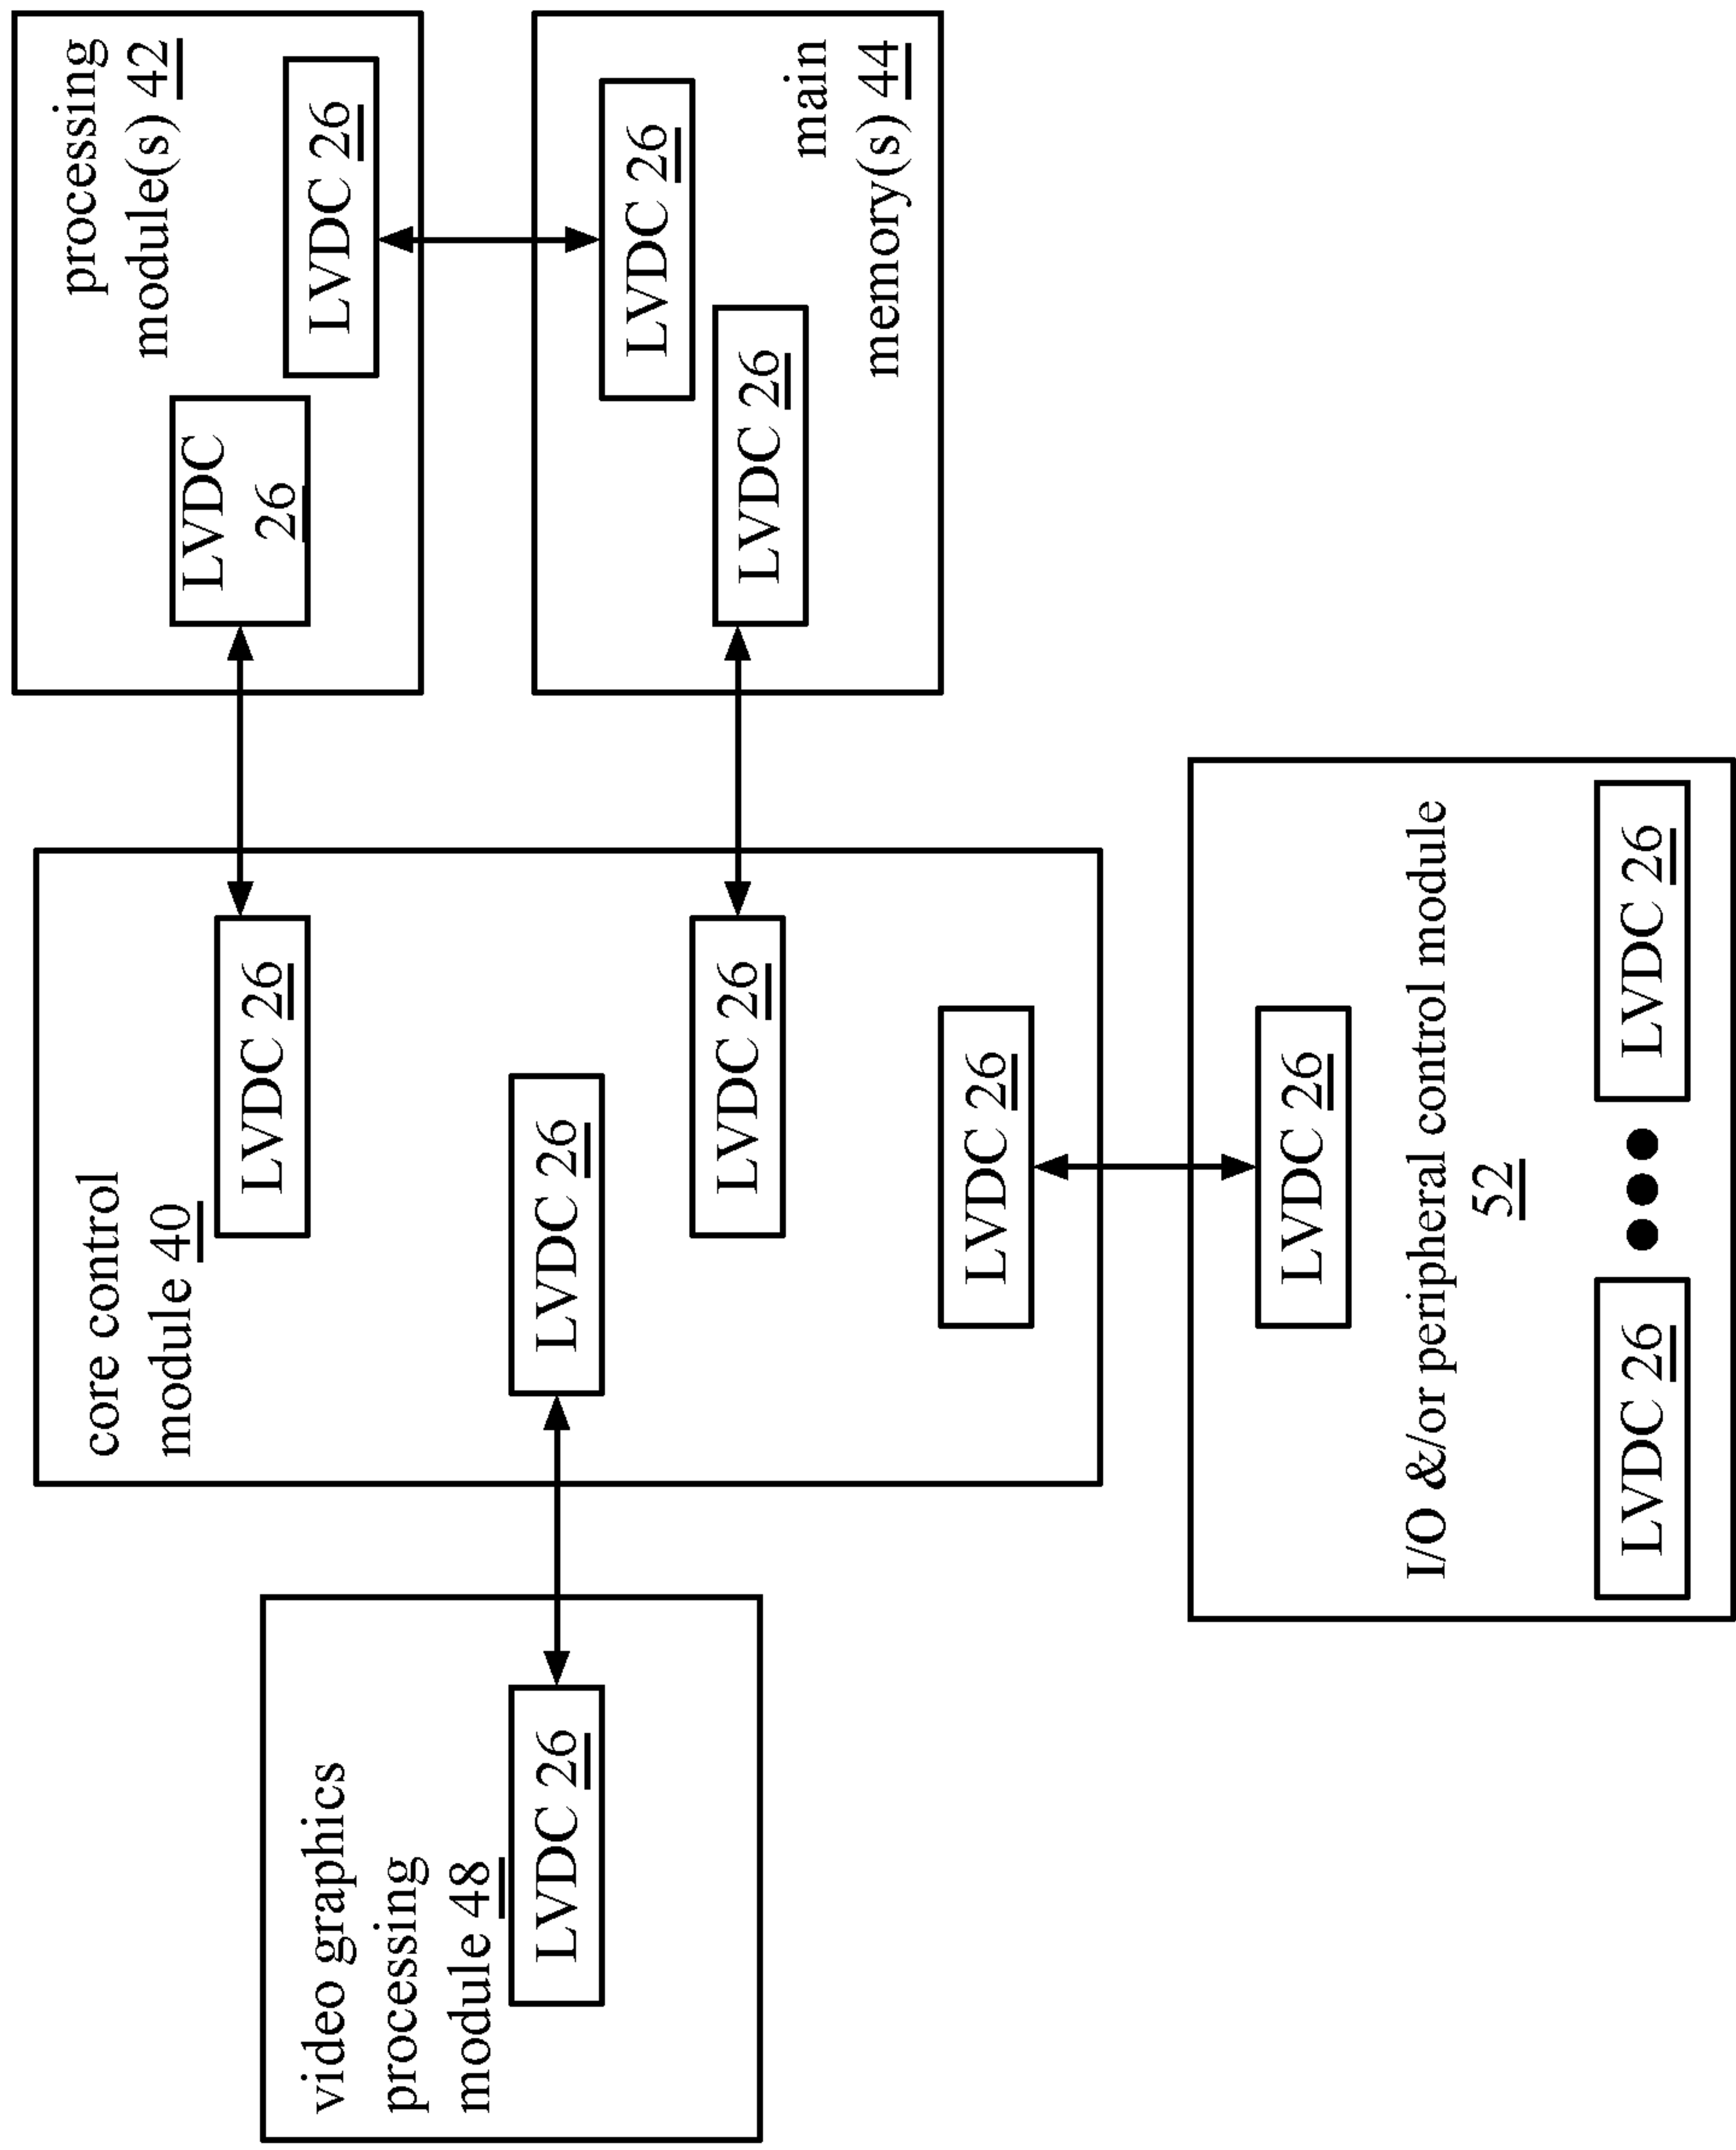 core control
module 40
LVDC 26
LVDC 26
LVDC 26
LVDC 26
processing
module(s) 42
LVDC
26
LVDC 26
LVDC 26
LVDC 26
main
memory(s) 44
video graphics
processing
module 48
LVDC 26
LVDC 26
I/O &/or peripheral control module
52
LVDC 26
LVDC 26